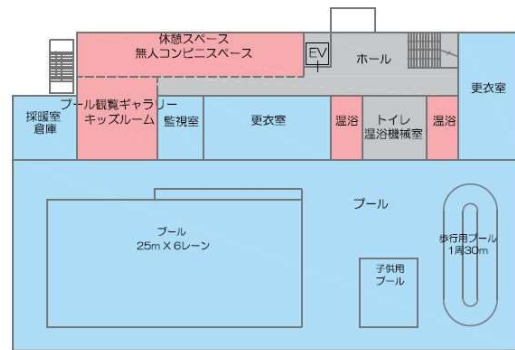 休憩スペース
無人コンビニスペース
EV
ホール
更衣室
採暖室
倉庫
プール観覧ギャラリー
キッズルーム
監視室
更衣室
温浴
トイレ
温浴機械室
温浴
プール
プール
25m X 6レーン
子供用
プール
歩行用プール
1周30m